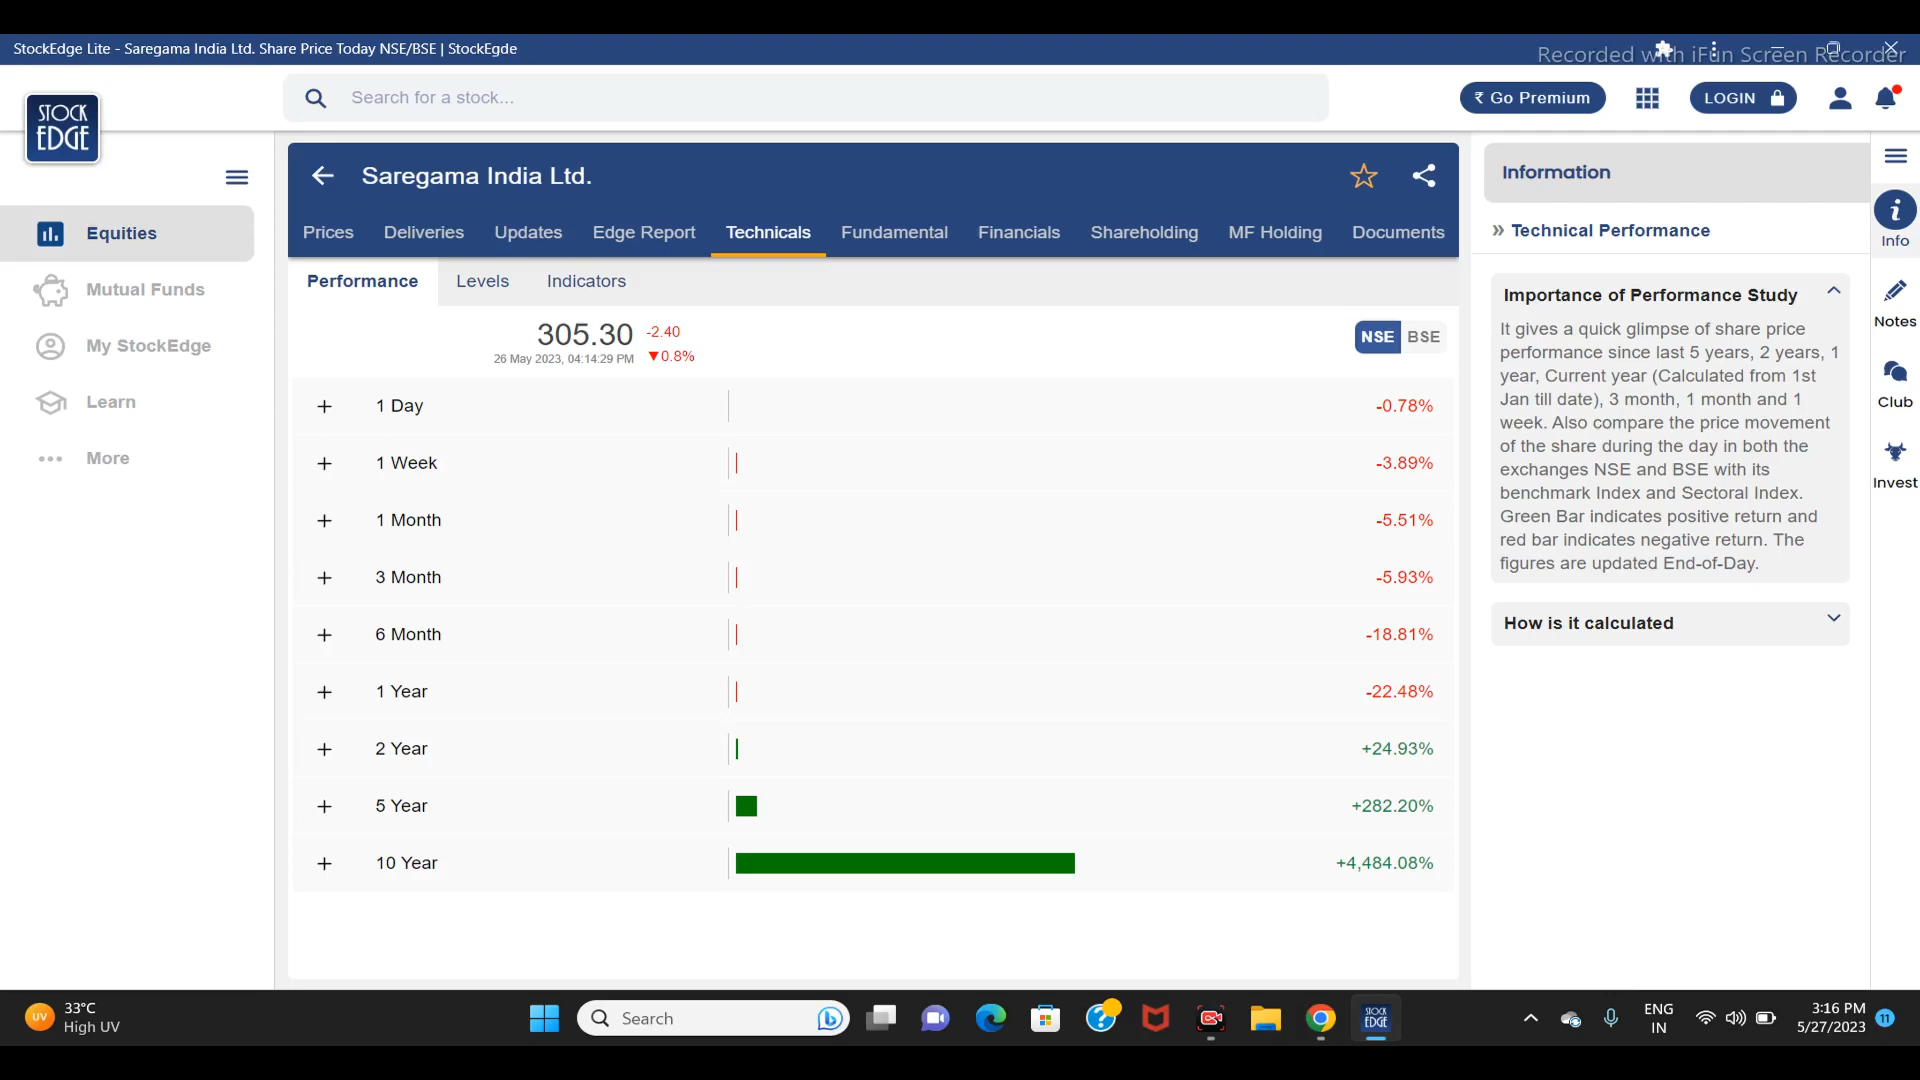 StockEdge Lite - Saregama India Ltd. Share Price Today NSE/BSE | StockEgde
Recorded with iFun Screen Recorder
STOCK
EDGE
Search for a stock...
₹ Go Premium
LOGIN
Equities
Mutual Funds
My StockEdge
Learn
More
Saregama India Ltd.
Prices Deliveries Updates Edge Report Technicals Fundamental Financials Shareholding MF Holding Documents
Performance Levels Indicators
305.30 -2.40
26 May 2023, 04:14:29 PM ▼0.8%
NSE BSE
+ 1 Day -0.78%
+ 1 Week -3.89%
+ 1 Month -5.51%
+ 3 Month -5.93%
+ 6 Month -18.81%
+ 1 Year -22.48%
+ 2 Year +24.93%
+ 5 Year +282.20%
+ 10 Year +4,484.08%
Information
» Technical Performance
Importance of Performance Study
It gives a quick glimpse of share price
performance since last 5 years, 2 years, 1
year, Current year (Calculated from 1st
Jan till date), 3 month, 1 month and 1
week. Also compare the price movement
of the share during the day in both the
exchanges NSE and BSE with its
benchmark Index and Sectoral Index.
Green Bar indicates positive return and
red bar indicates negative return. The
figures are updated End-of-Day.
How is it calculated
Info
Notes
Club
Invest
UV
33°C
High UV
Search
STOCK
EDGE
ENG
IN
3:16 PM
5/27/2023
11